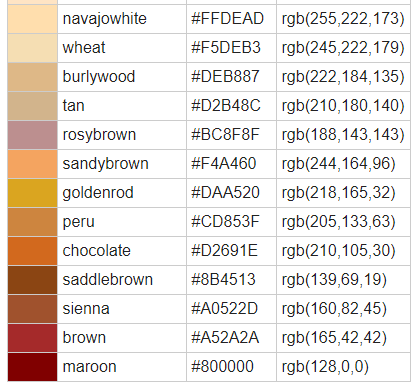 navajowhite #FFDEAD rgb(255,222,173)
wheat #F5DEB3 rgb(245,222,179)
burlywood #DEB887 rgb(222,184,135)
tan #D2B48C rgb(210,180,140)
rosybrown #BC8F8F rgb(188,143,143)
sandybrown #F4A460 rgb(244,164,96)
goldenrod #DAA520 rgb(218,165,32)
peru #CD853F rgb(205,133,63)
chocolate #D2691E rgb(210,105,30)
saddlebrown #8B4513 rgb(139,69,19)
sienna #A0522D rgb(160,82,45)
brown #A52A2A rgb(165,42,42)
maroon #800000 rgb(128,0,0)